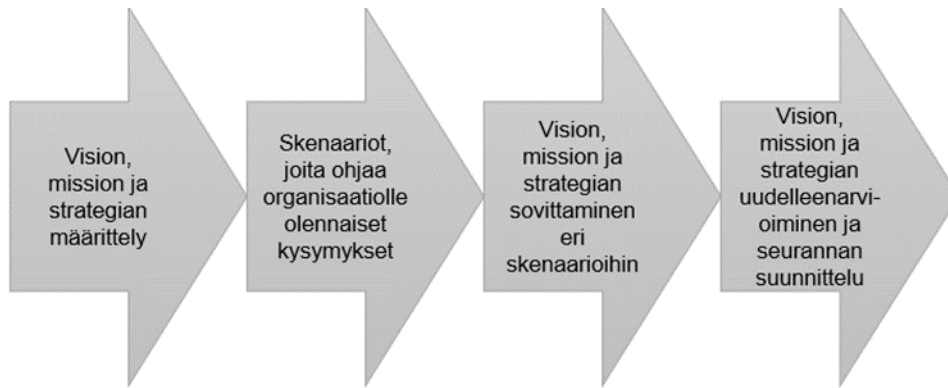 Vision,
mission ja
strategian
määrittely
Skenaariot,
joita ohjaa
organisaatiolle
olennaiset
kysymykset
Vision,
mission ja
strategian
sovittaminen
eri
skenaarioihin
Vision,
mission ja
strategian
uudelleenarvi-
oiminen ja
seurannan
suunnittelu